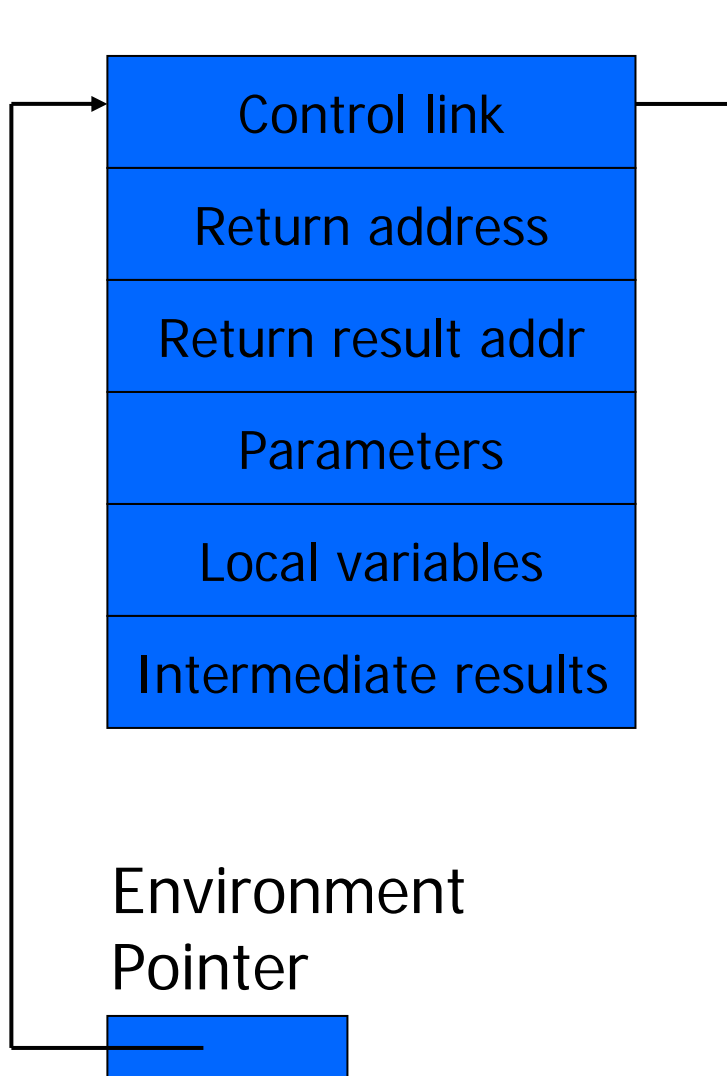 Control link
Return address
Return result addr
Parameters
Local variables
Intermediate results
Environment
Pointer